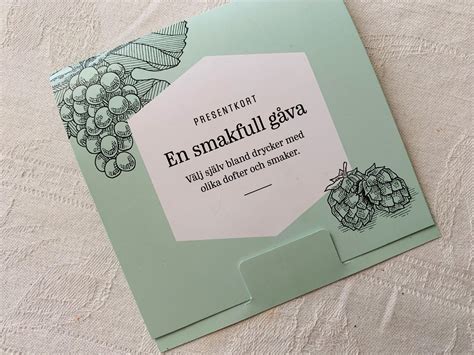 PRESENTKORT
En smakfull gåva
Välj själv bland drycker med
olika dofter och smaker.